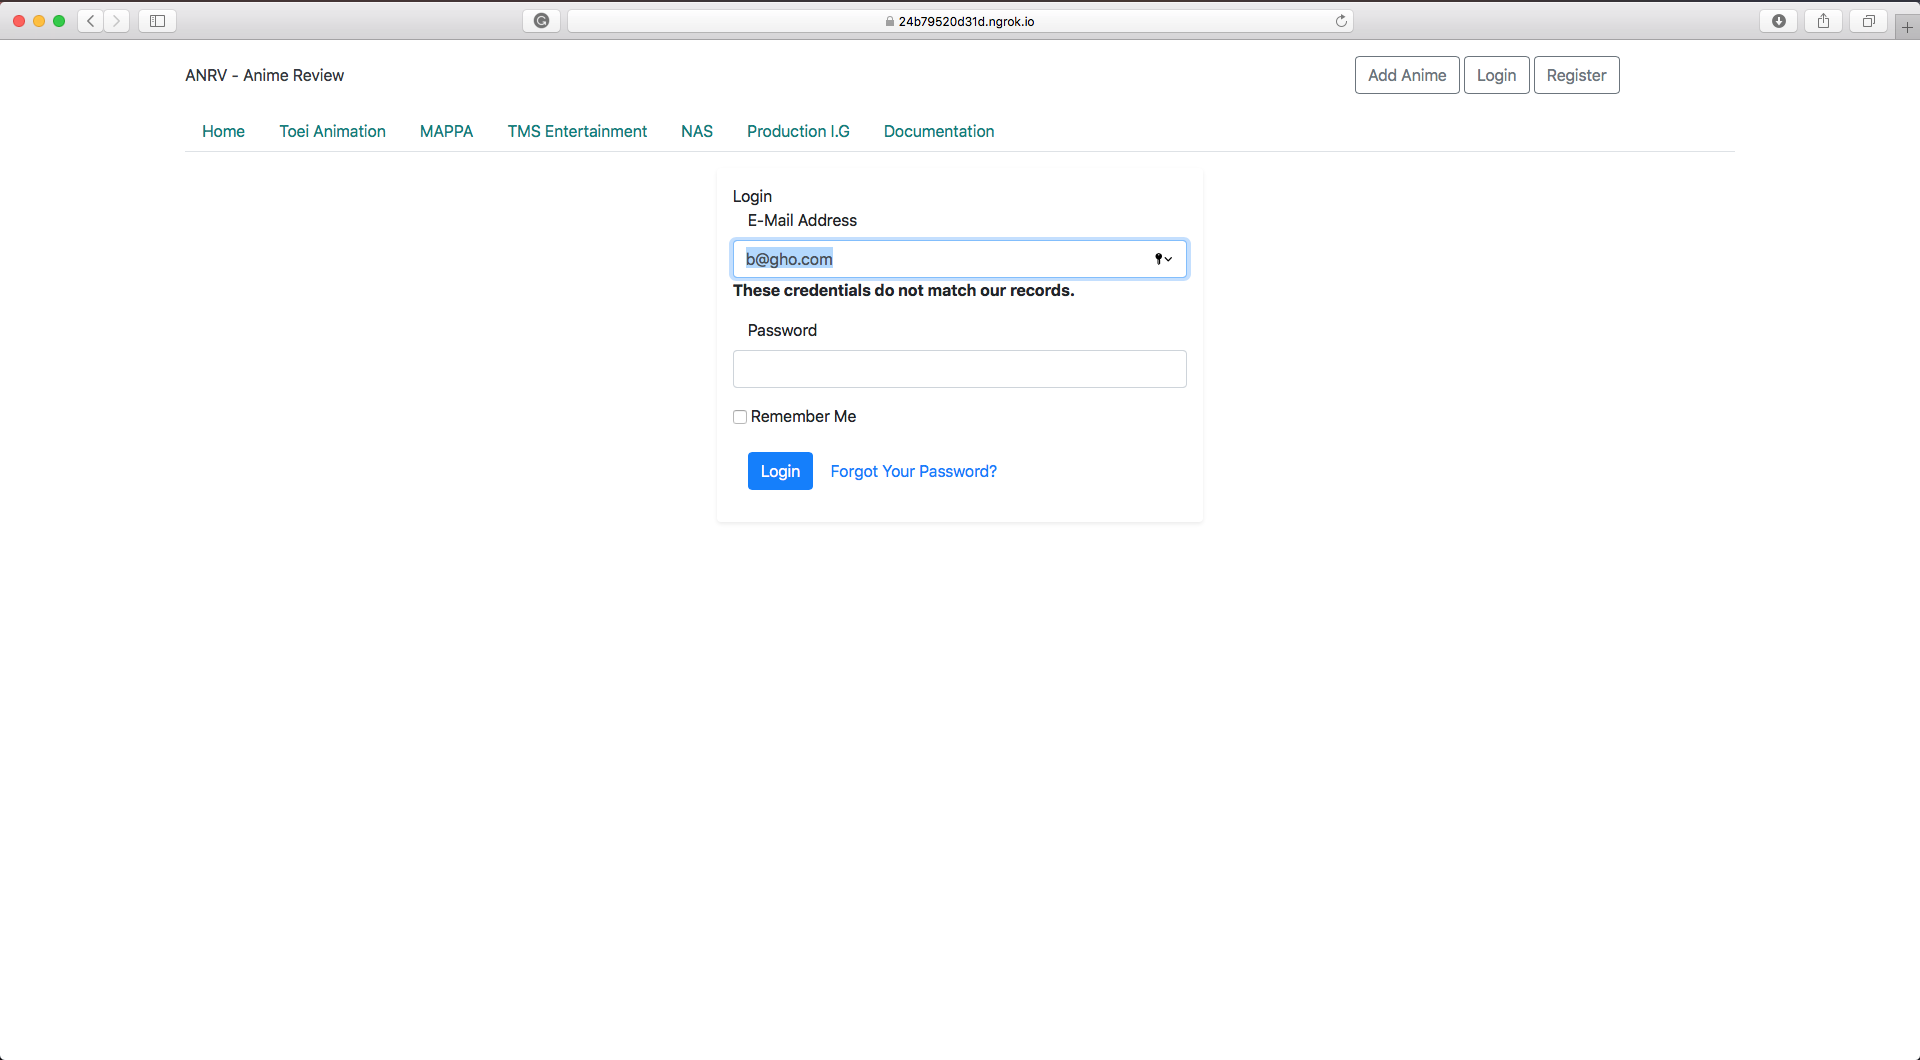 24b79520d31d.ngrok.io
ANRV - Anime Review
Add Anime Login Register
Home Toei Animation MAPPA TMS Entertainment NAS Production I.G Documentation
Login
E-Mail Address
b@gho.com
These credentials do not match our records.
Password
Remember Me
Login Forgot Your Password?